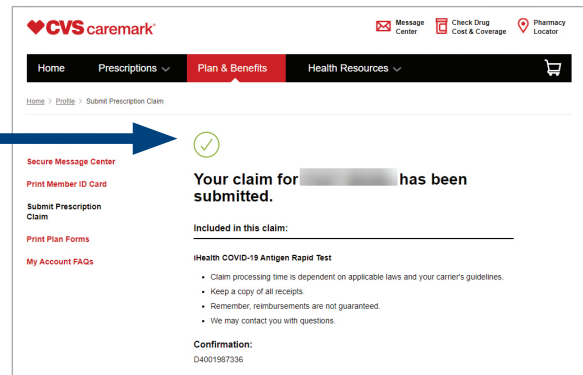 CVS caremark®
Message
Center
Check Drug
Cost & Coverage
Pharmacy
Locator
Home
Prescriptions
Plan & Benefits
Health Resources
Home > Profile > Submit Prescription Claim
Secure Message Center
Print Member ID Card
Submit Prescription
Claim
Print Plan Forms
My Account FAQs
Your claim for has been
submitted.
Included in this claim:
iHealth COVID-19 Antigen Rapid Test
• Claim processing time is dependent on applicable laws and your carrier's guidelines.
• Keep a copy of all receipts.
• Remember, reimbursements are not guaranteed.
• We may contact you with questions.
Confirmation:
D4001987336